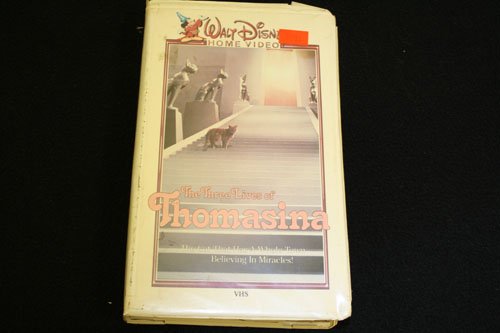 WALT DISNEY
HOME VIDEO
The Three Lives of
Thomasina
Believing In Miracles!
VHS